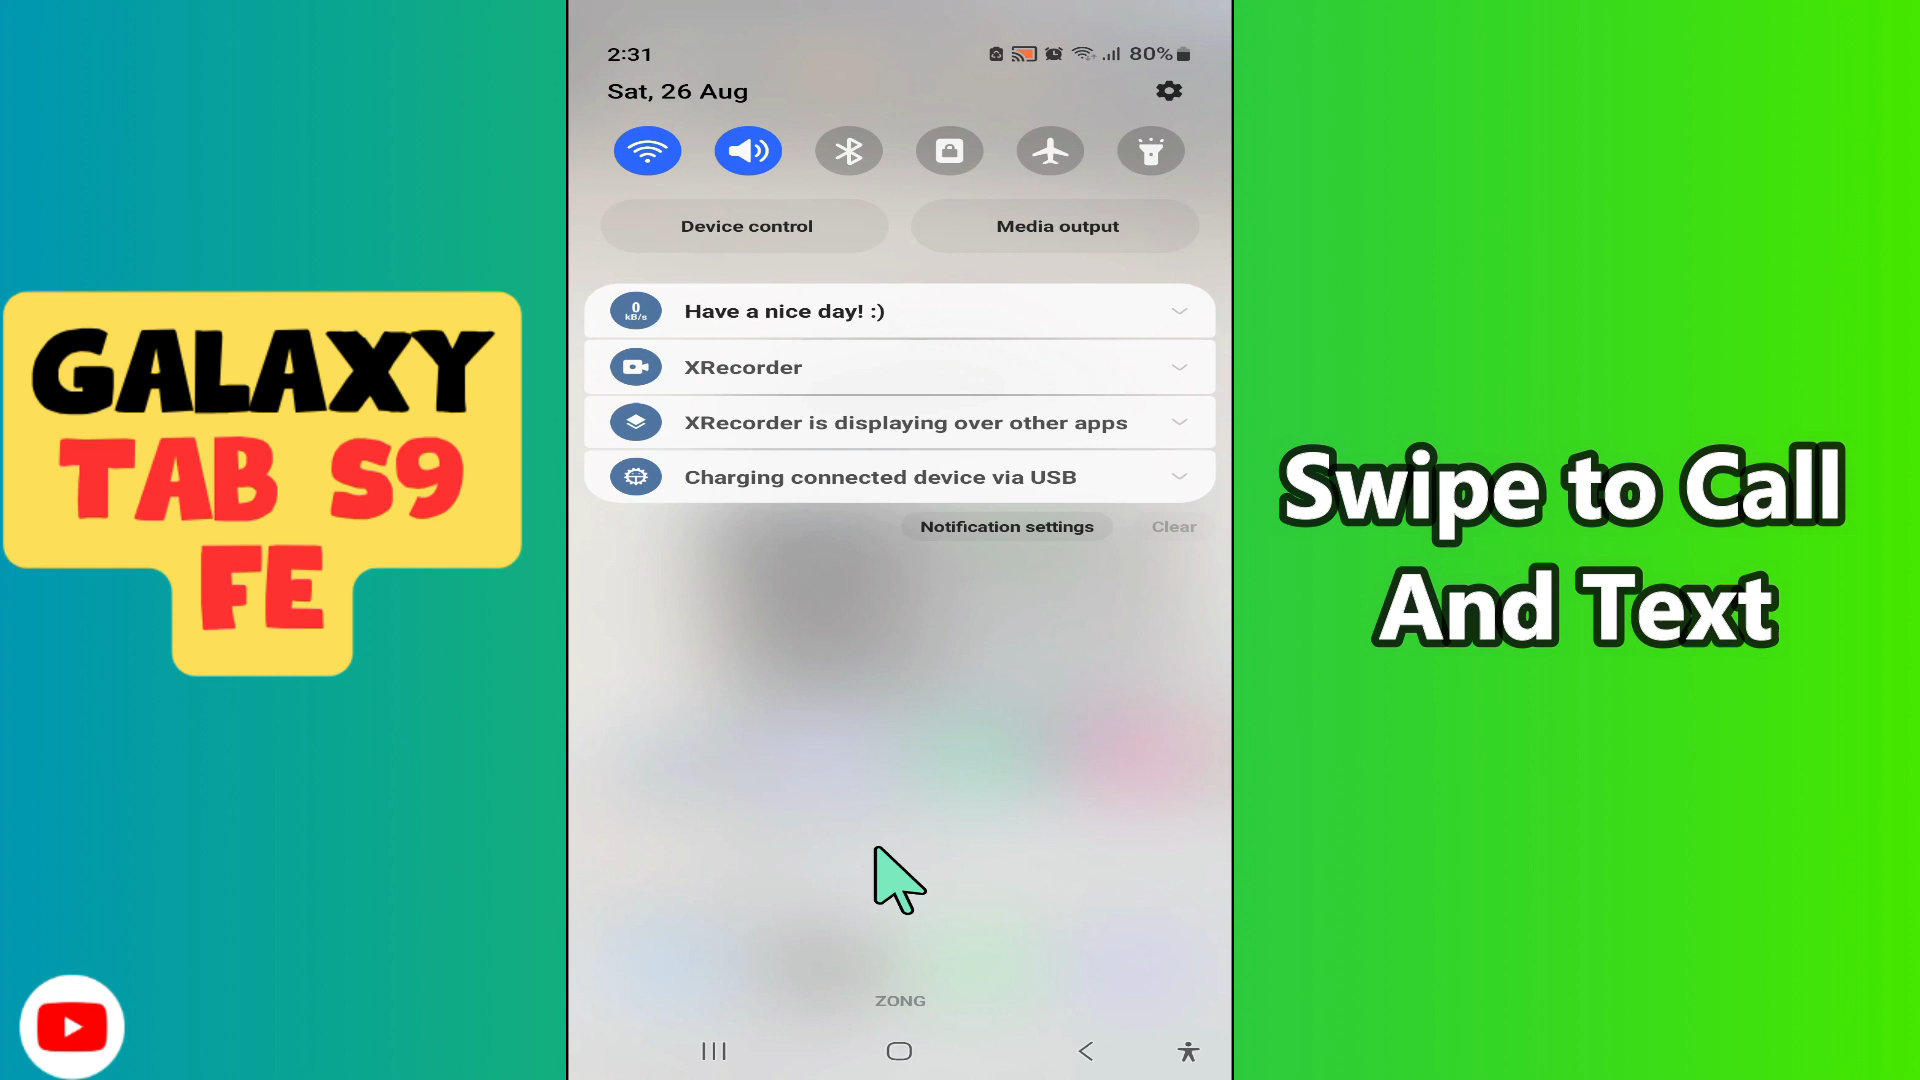 GALAXY
TAB S9
FE
2:31
80%
Sat, 26 Aug
Device control
Media output
0
kB/s
Have a nice day! :)
XRecorder
XRecorder is displaying over other apps
Charging connected device via USB
Notification settings
Clear
ZONG
Swipe to Call
And Text